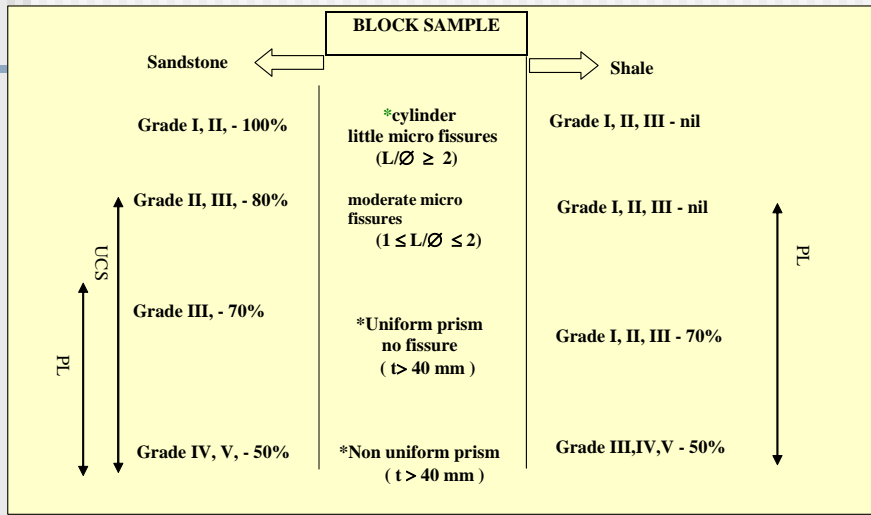 BLOCK SAMPLE
Sandstone
Shale
Grade I, II, - 100%
*cylinder
little micro fissures
(L/∅ ≥ 2)
Grade I, II, III - nil
Grade II, III, - 80%
moderate micro
fissures
(1 ≤ L/∅ ≤ 2)
Grade I, II, III - nil
UCS
PL
Grade III, - 70%
*Uniform prism
no fissure
( t> 40 mm )
Grade I, II, III - 70%
PL
Grade IV, V, - 50%
*Non uniform prism
( t > 40 mm )
Grade III,IV,V - 50%